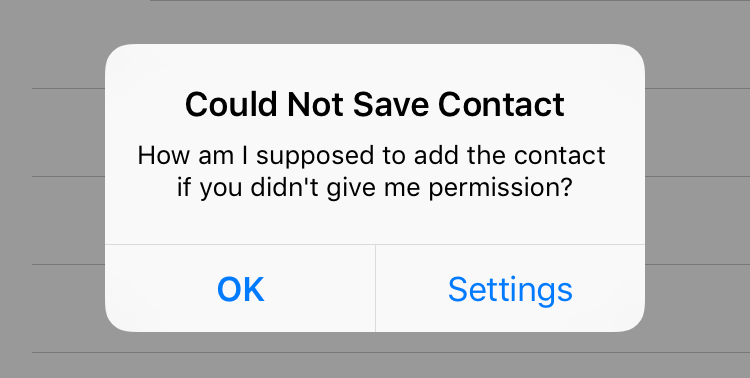 Could Not Save Contact
How am I supposed to add the contact
if you didn't give me permission?
OK
Settings